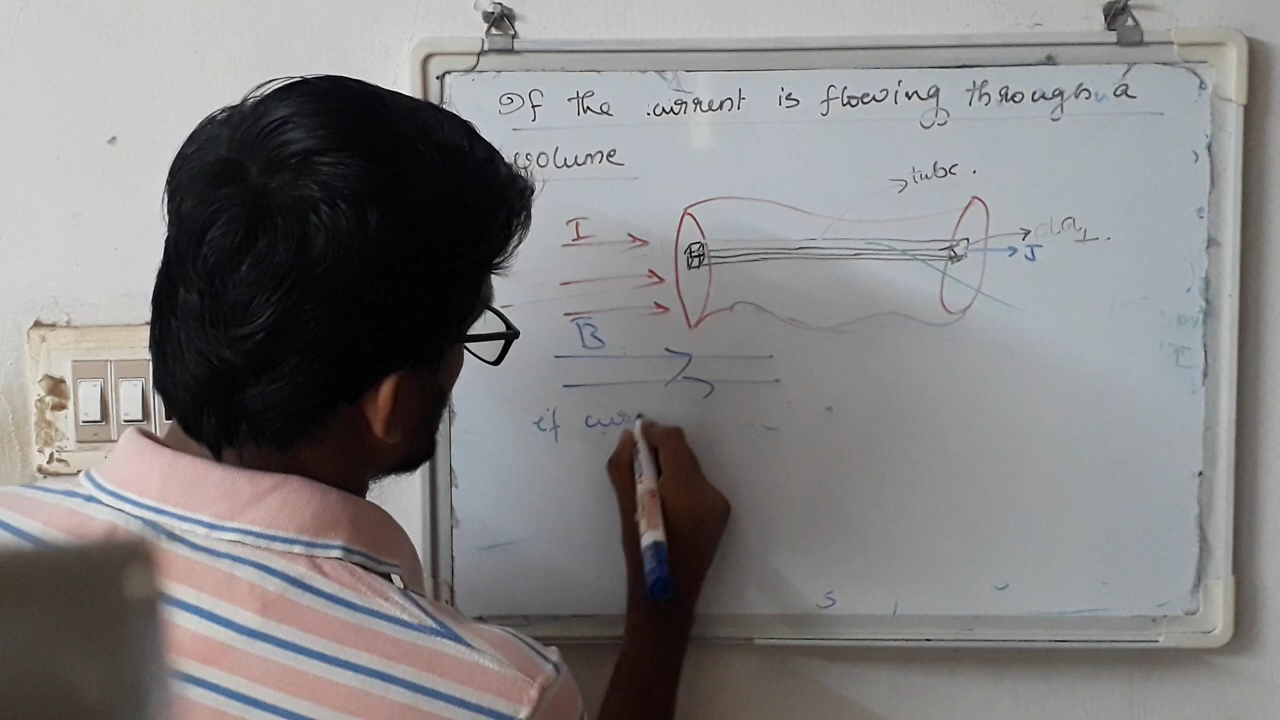 If the current is flowing through a
volume
tube.
I
da⊥.
J
B
if cur